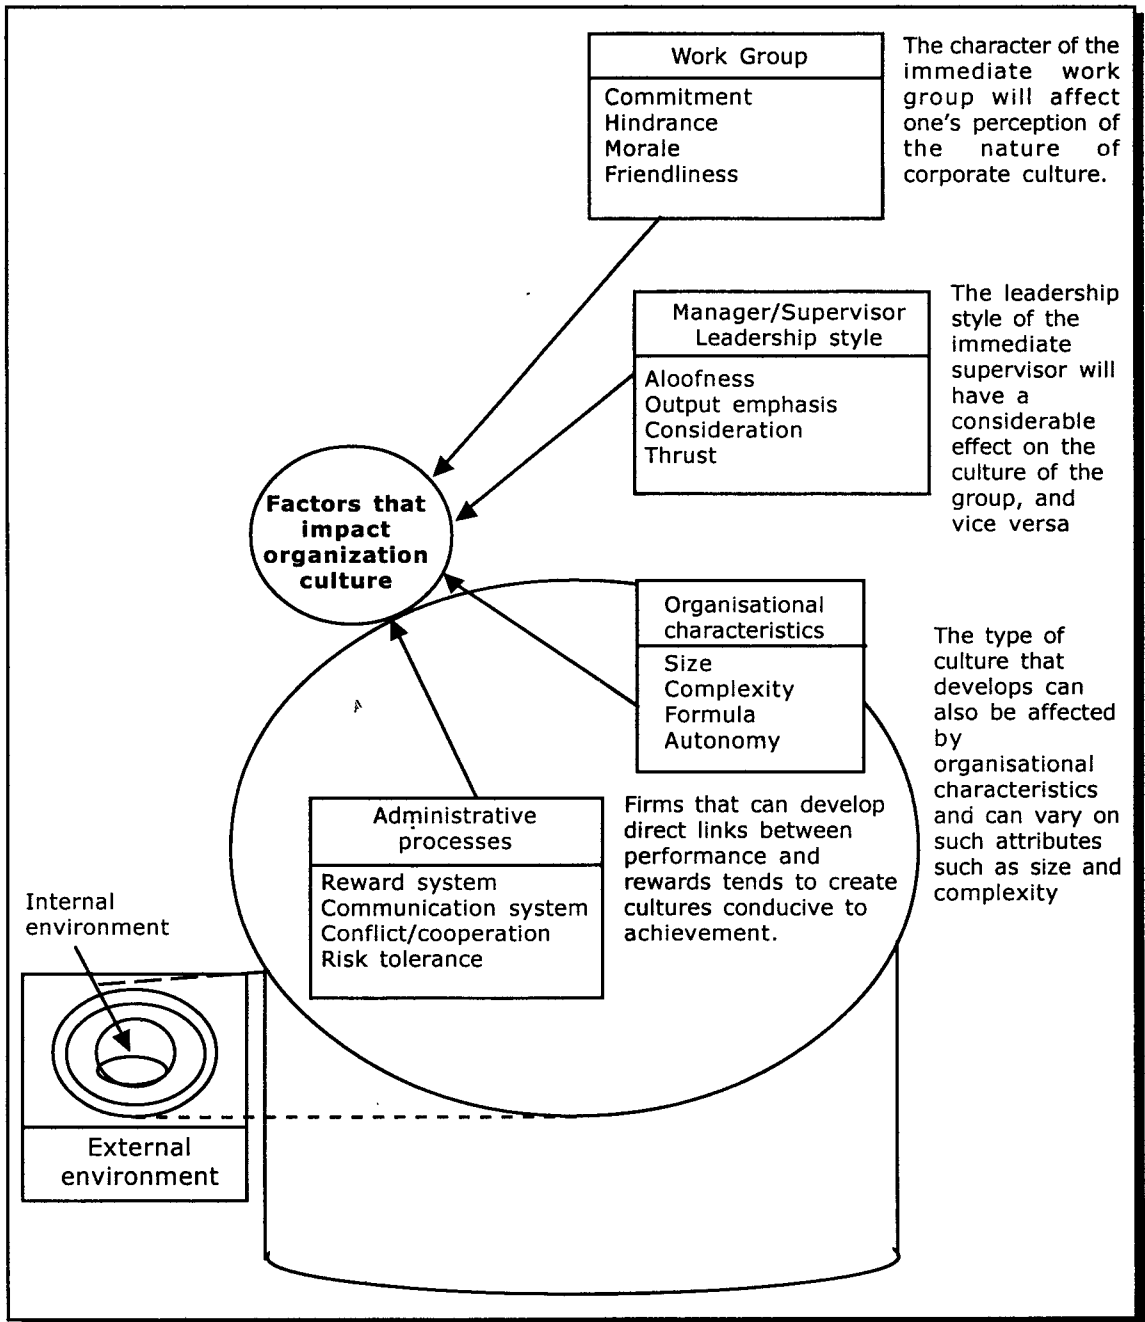 Work Group
Commitment
Hindrance
Morale
Friendliness
The character of the
immediate work
group will affect
one's perception of
the nature of
corporate culture.
Manager/Supervisor
Leadership style
Aloofness
Output emphasis
Consideration
Thrust
The leadership
style of the
immediate
supervisor will
have a
considerable
effect on the
culture of the
group, and
vice versa
Factors that
impact
organization
culture
Organisational
characteristics
Size
Complexity
Formula
Autonomy
The type of
culture that
develops can
also be affected
by
organisational
characteristics
and can vary on
such attributes
such as size and
complexity
Administrative
processes
Reward system
Communication system
Conflict/cooperation
Risk tolerance
Firms that can develop
direct links between
performance and
rewards tends to create
cultures conducive to
achievement.
Internal
environment
External
environment